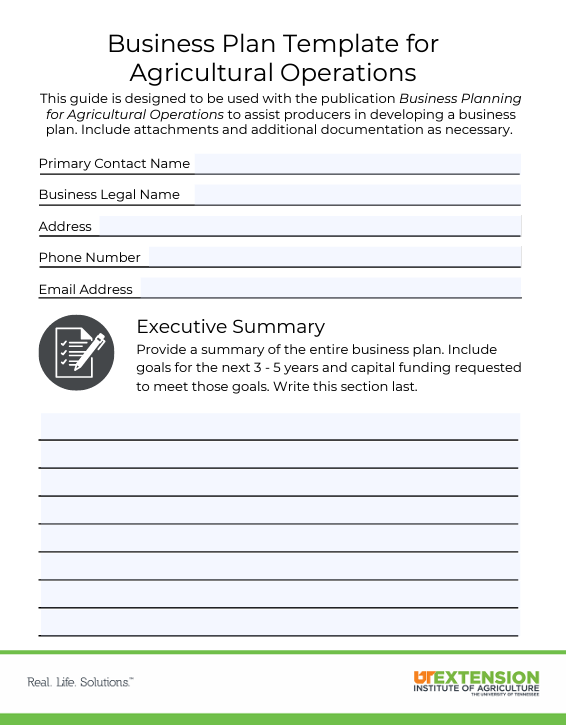 Business Plan Template for
Agricultural Operations
This guide is designed to be used with the publication Business Planning
for Agricultural Operations to assist producers in developing a business
plan. Include attachments and additional documentation as necessary.
Primary Contact Name
Business Legal Name
Address
Phone Number
Email Address
Executive Summary
Provide a summary of the entire business plan. Include
goals for the next 3 - 5 years and capital funding requested
to meet those goals. Write this section last.
Real. Life. Solutions.™
UTEXTENSION
INSTITUTE OF AGRICULTURE
THE UNIVERSITY OF TENNESSEE